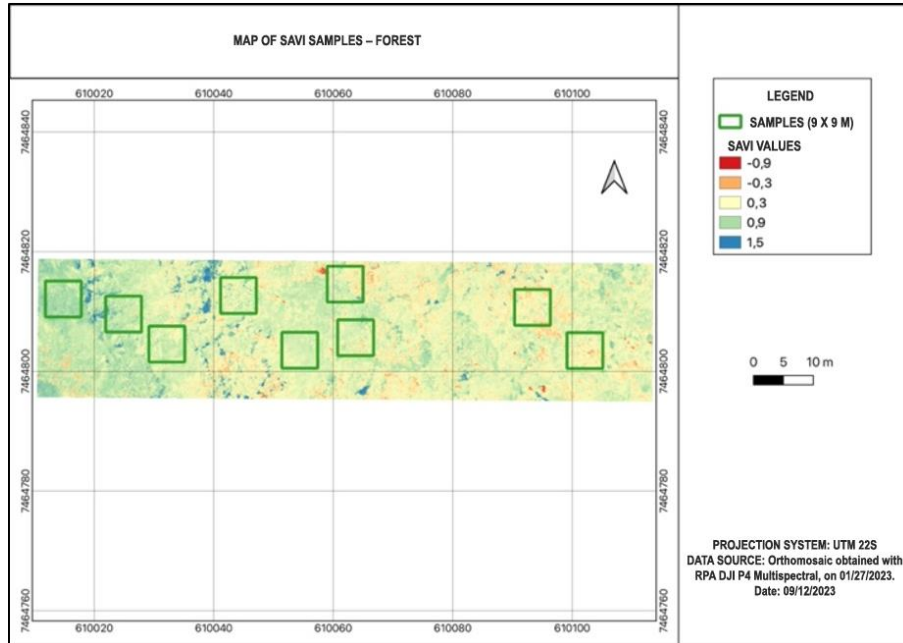 MAP OF SAVI SAMPLES – FOREST
610020 610040 610060 610080 610100
7464840 7464840
7464820 7464820
7464800 7464800
7464780 7464780
7464760 7464760
610020 610040 610060 610080 610100
LEGEND
SAMPLES (9 X 9 M)
SAVI VALUES
-0,9
-0,3
0,3
0,9
1,5
0 5 10 m
PROJECTION SYSTEM: UTM 22S
DATA SOURCE: Orthomosaic obtained with
RPA DJI P4 Multispectral, on 01/27/2023.
Date: 09/12/2023